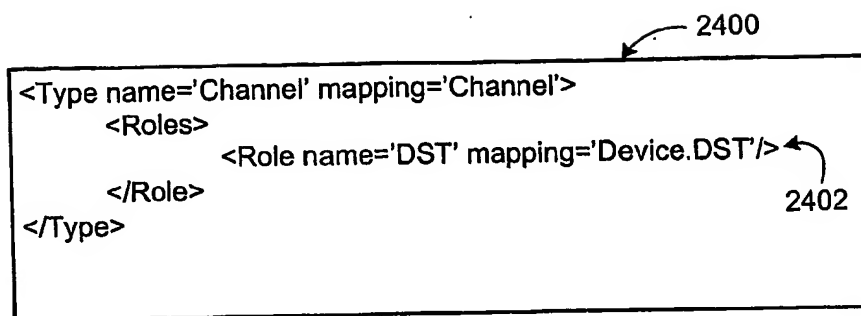 2400
<Type name='Channel' mapping='Channel'>
<Roles>
<Role name='DST' mapping='Device.DST'/>
</Role>
2402
</Type>